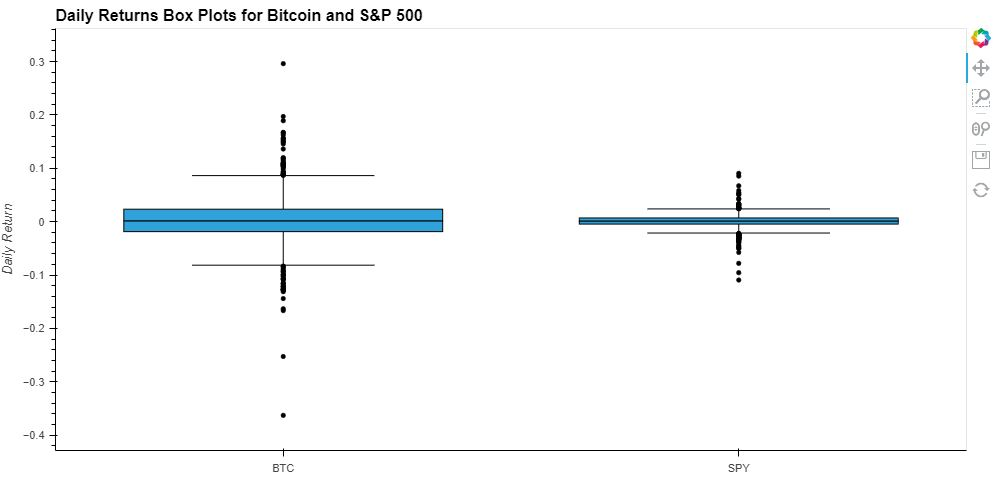 Daily Returns Box Plots for Bitcoin and S&P 500
Daily Return
0.3
0.2
0.1
0
−0.1
−0.2
−0.3
−0.4
BTC
SPY